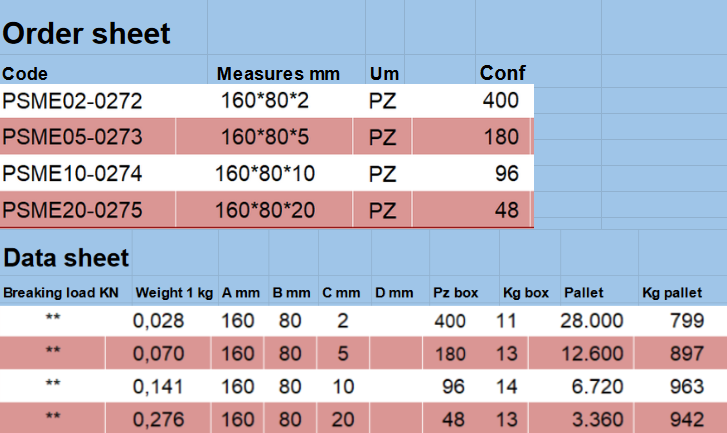 Order sheet
Code Measures mm Um Conf
PSME02-0272 160*80*2 PZ 400
PSME05-0273 160*80*5 PZ 180
PSME10-0274 160*80*10 PZ 96
PSME20-0275 160*80*20 PZ 48
Data sheet
Breaking load KN Weight 1 kg A mm B mm C mm D mm Pz box Kg box Pallet Kg pallet
** 0,028 160 80 2 400 11 28.000 799
** 0,070 160 80 5 180 13 12.600 897
** 0,141 160 80 10 96 14 6.720 963
** 0,276 160 80 20 48 13 3.360 942